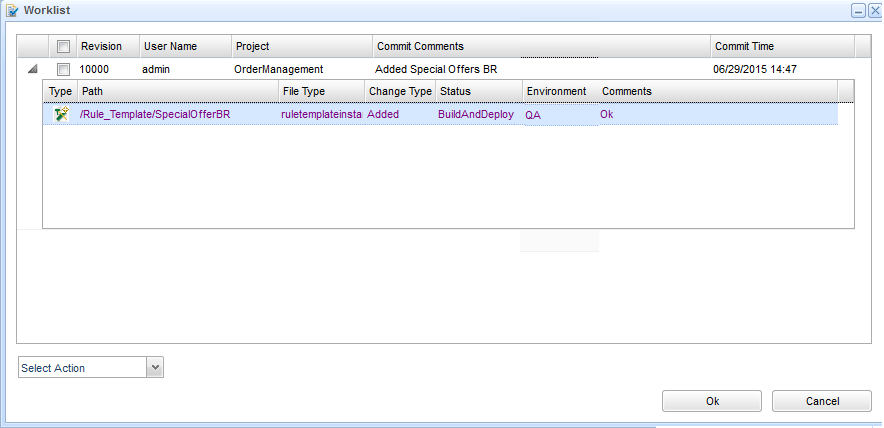 Worklist
Revision User Name Project Commit Comments Commit Time
10000 admin OrderManagement Added Special Offers BR 06/29/2015 14:47
Type Path File Type Change Type Status Environment Comments
/Rule_Template/SpecialOfferBR ruletemplateinsta Added BuildAndDeploy QA Ok
Select Action
Ok Cancel